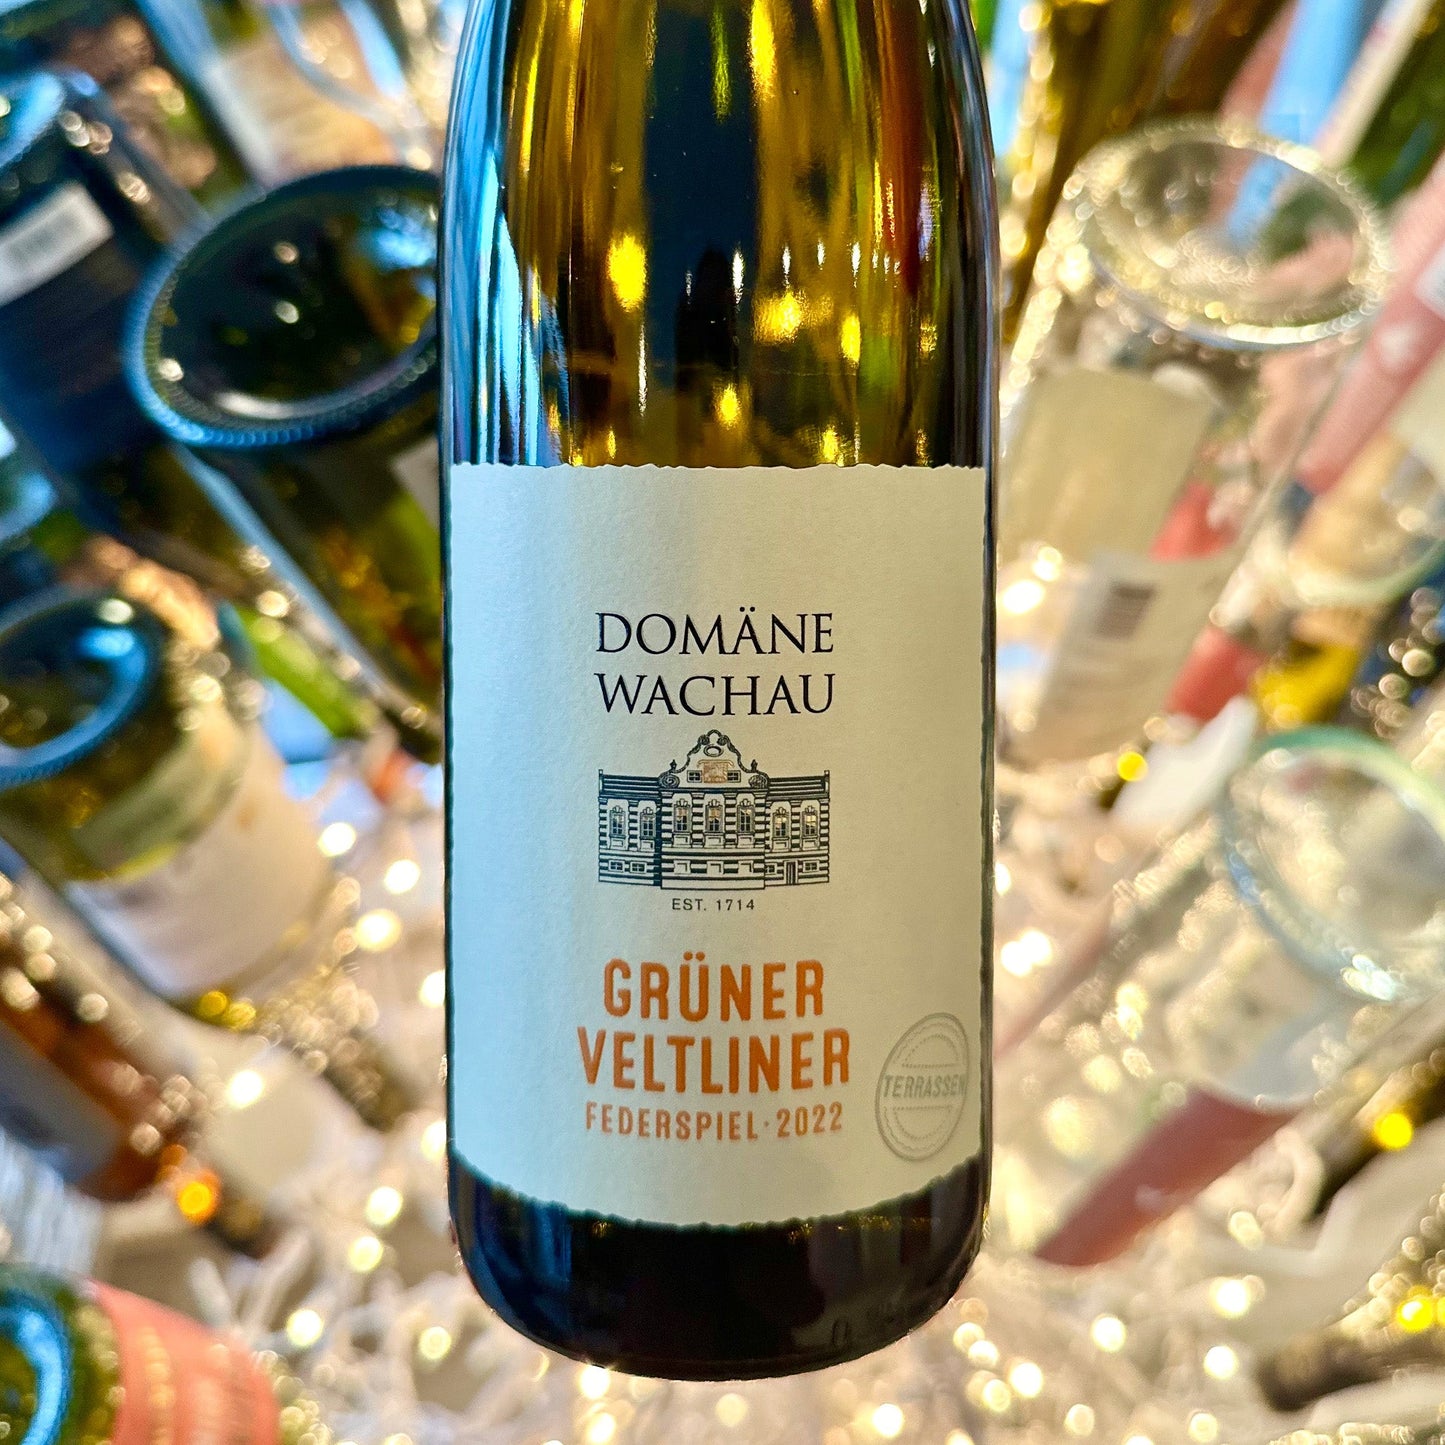 DOMÄNE
WACHAU
EST. 1714
GRÜNER
VELTLINER
FEDERSPIEL · 2022
TERRASSEN